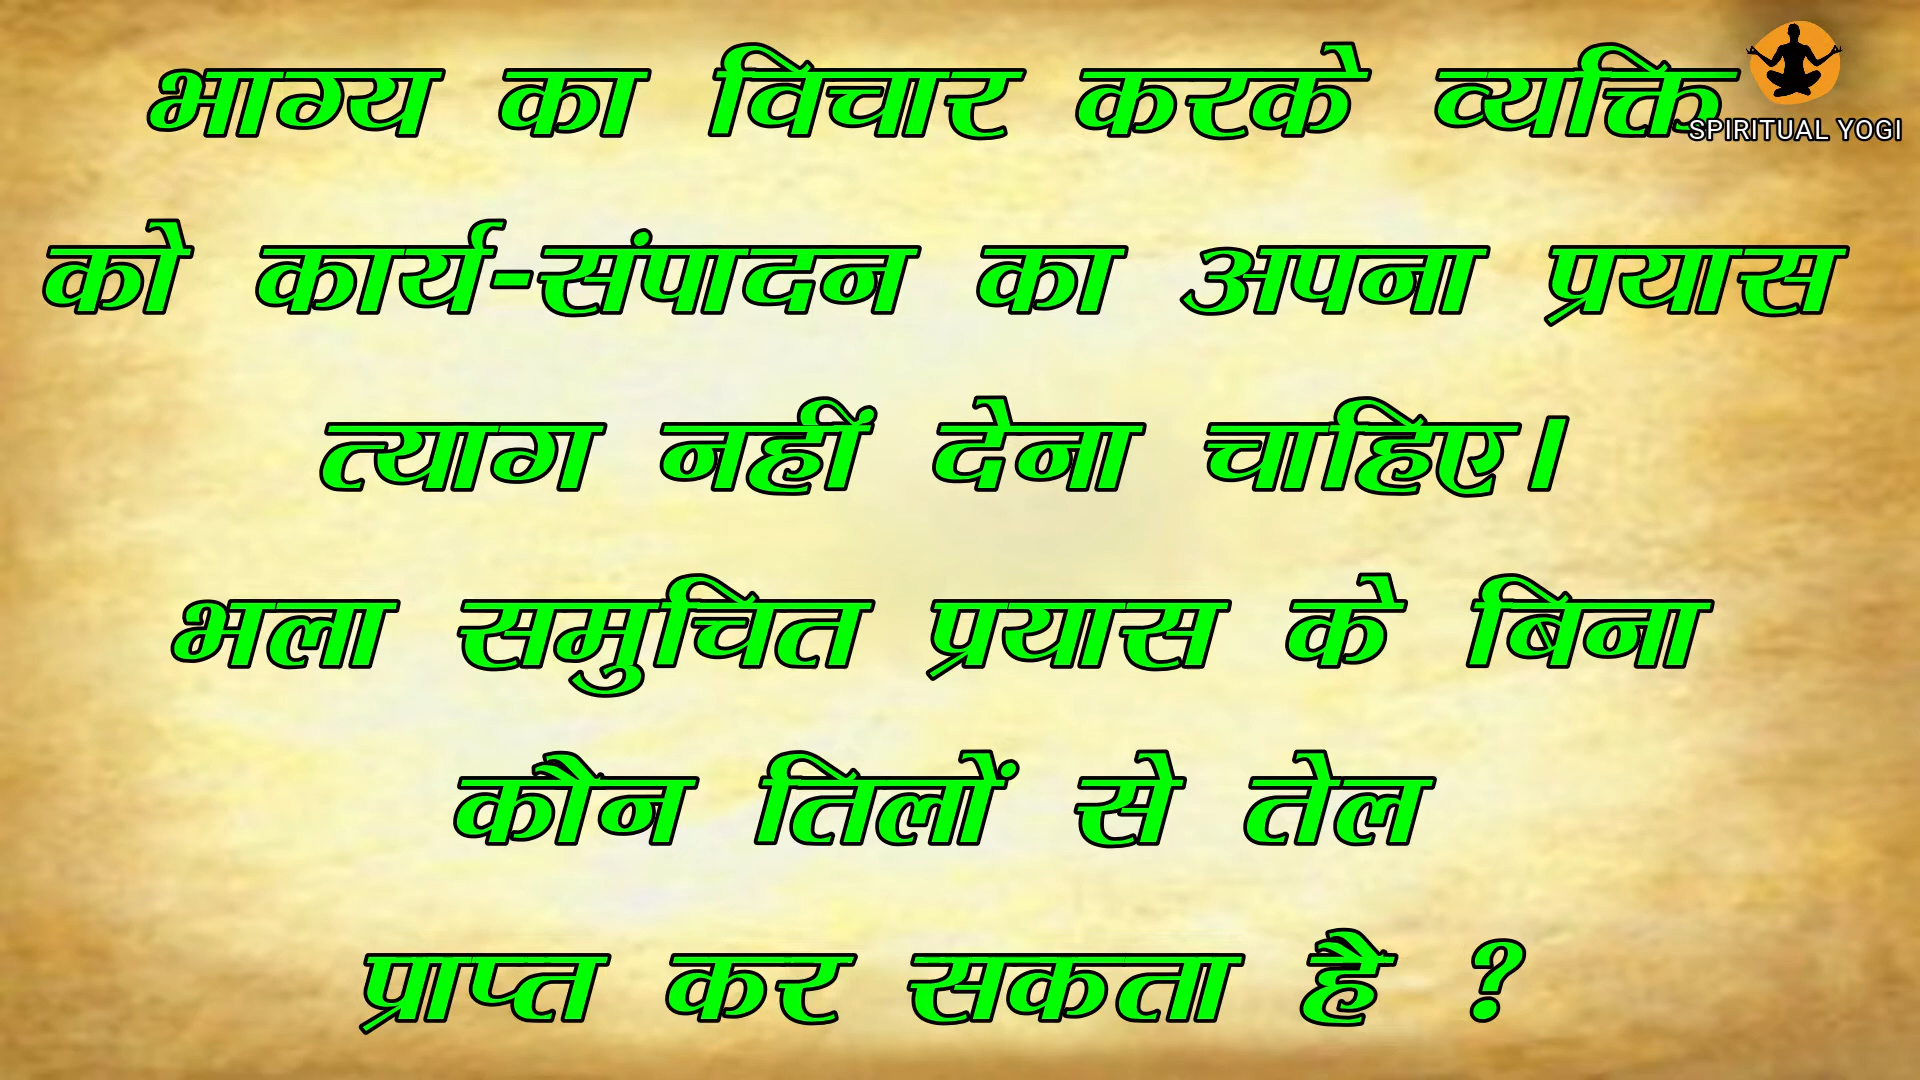 भाग्य का विचार करके व्यक्ति
SPIRITUAL YOGI
को कार्य-संपादन का अपना प्रयास
त्याग नहीं देना चाहिए।
भला समुचित प्रयास के बिना
कौन तिलों से तेल
प्राप्त कर सकता है ?